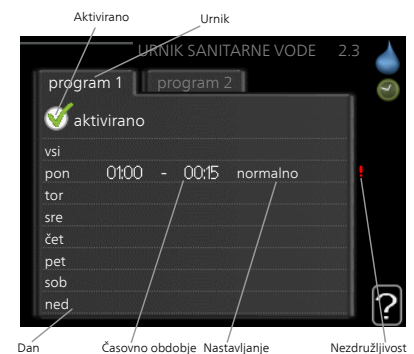 Aktivirano Urnik
URNIK SANITARNE VODE 2.3
program 1 program 2
aktivirano
vsi
pon 01:00 - 00:15 normalno !
tor
sre
čet
pet
sob
ned
?
Dan Časovno obdobje Nastavljanje Nezdružljivost